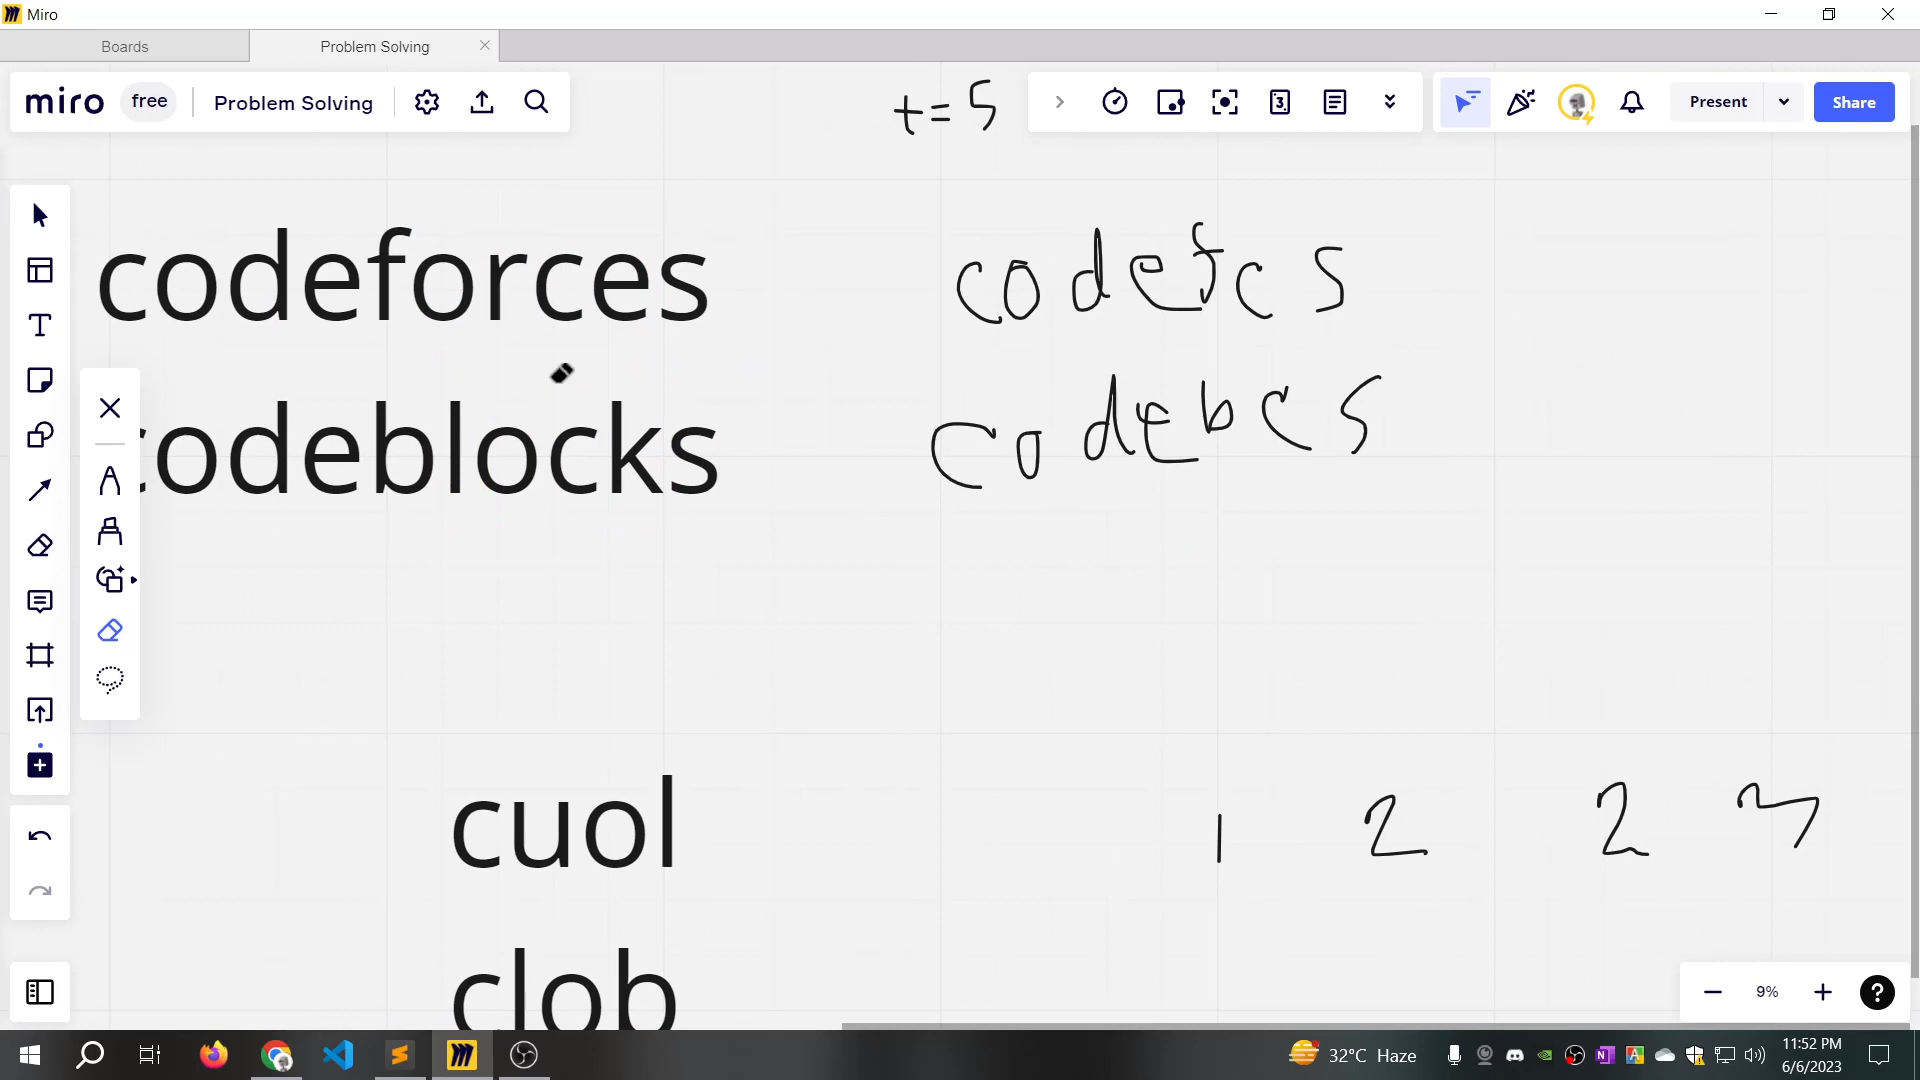 Miro
Boards
Problem Solving
miro
free
Problem Solving
t = 5
3
Present
Share
codeforces
codefcs
codeblocks
codebcs
cuol
1 2 2 3
clob
9%
?
32°C Haze
11:52 PM
6/6/2023